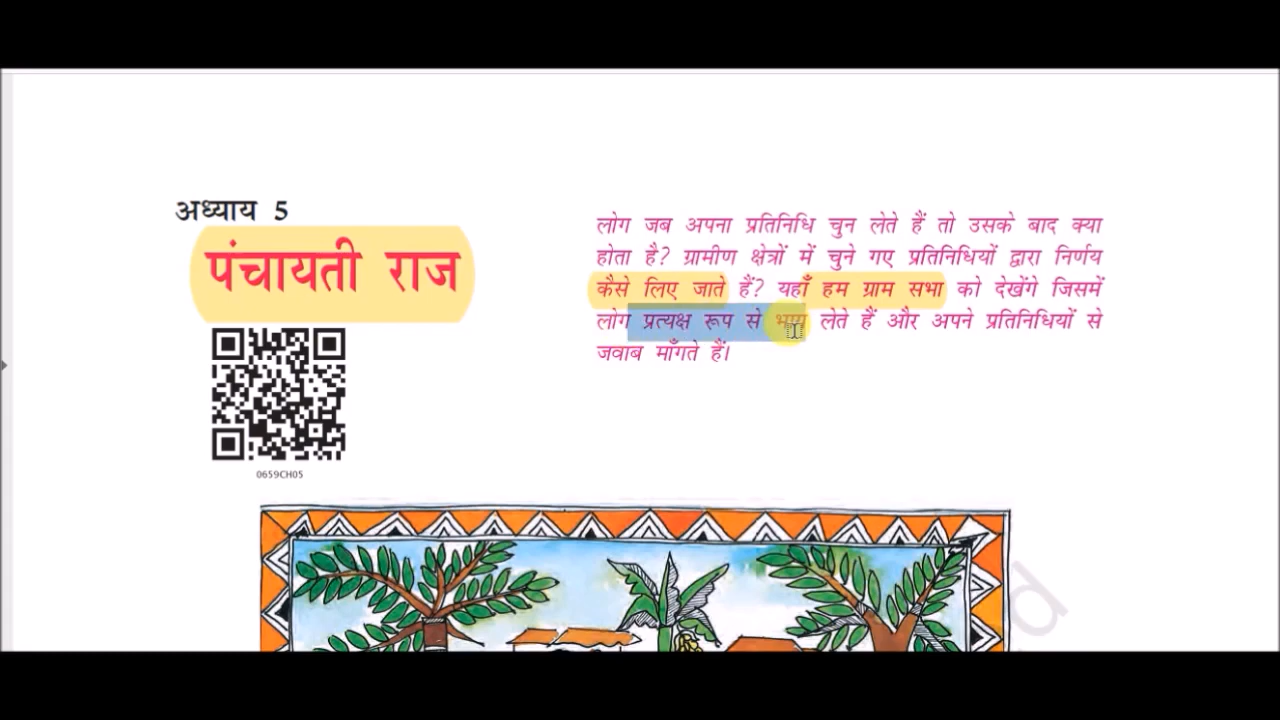 अध्याय 5
पंचायती राज
0659CH05
लोग जब अपना प्रतिनिधि चुन लेते हैं तो उसके बाद क्या
होता है? ग्रामीण क्षेत्रों में चुने गए प्रतिनिधियों द्वारा निर्णय
कैसे लिए जाते हैं? यहाँ हम ग्राम सभा को देखेंगे जिसमें
लोग प्रत्यक्ष रूप से भाग लेते हैं और अपने प्रतिनिधियों से
जवाब माँगते हैं।